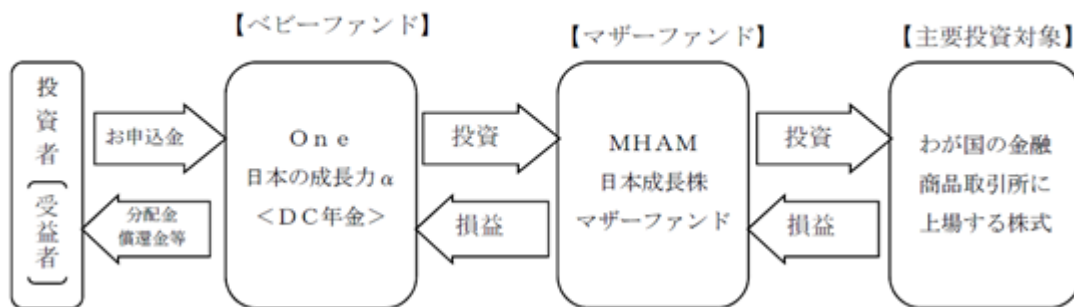 【ベビーファンド】
【マザーファンド】
【主要投資対象】
投資者（受益者）
お申込金
分配金
償還金等
One
日本の成長力α
＜DC年金＞
投資
損益
MHAM
日本成長株
マザーファンド
投資
損益
わが国の金融
商品取引所に
上場する株式